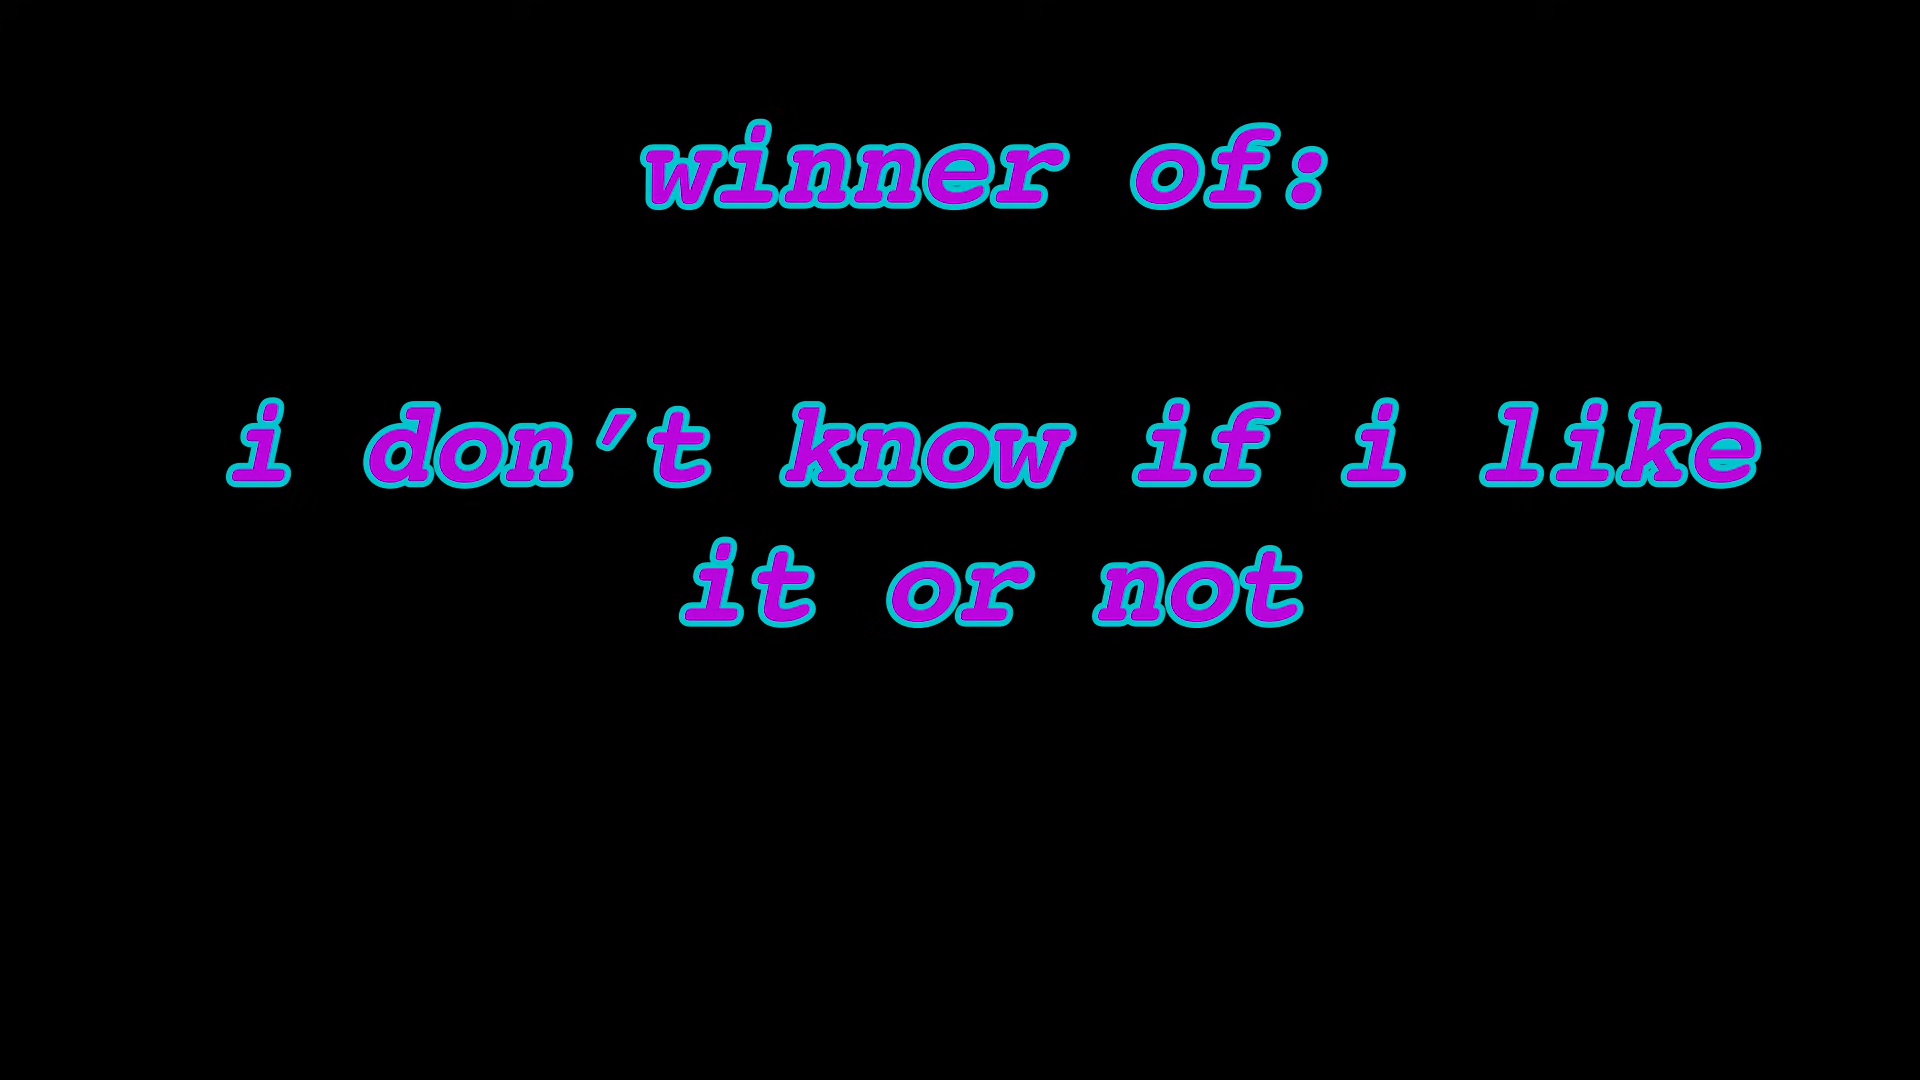 winner of:
i don’t know if i like
it or not